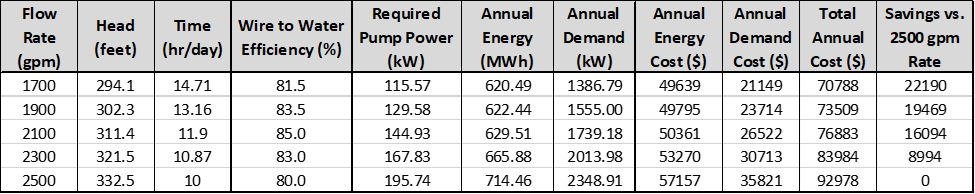 Flow Rate (gpm) Head (feet) Time (hr/day) Wire to Water Efficiency (%) Required Pump Power (kW) Annual Energy (MWh) Annual Demand (kW) Annual Energy Cost ($) Annual Demand Cost ($) Total Annual Cost ($) Savings vs. 2500 gpm Rate
1700 294.1 14.71 81.5 115.57 620.49 1386.79 49639 21149 70788 22190
1900 302.3 13.16 83.5 129.58 622.44 1555.00 49795 23714 73509 19469
2100 311.4 11.9 85.0 144.93 629.51 1739.18 50361 26522 76883 16094
2300 321.5 10.87 83.0 167.83 665.88 2013.98 53270 30713 83984 8994
2500 332.5 10 80.0 195.74 714.46 2348.91 57157 35821 92978 0